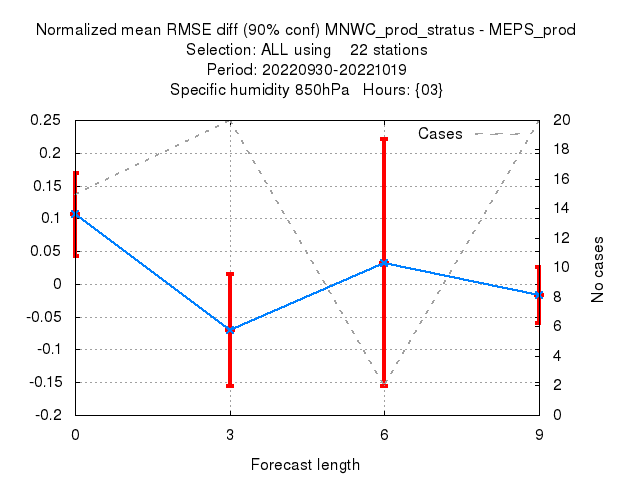 Normalized mean RMSE diff (90% conf) MNWC_prod_stratus - MEPS_prod
Selection: ALL using 22 stations
Period: 20220930-20221019
Specific humidity 850hPa Hours: {03}
0.25
0.2
0.15
0.1
0.05
0
-0.05
-0.1
-0.15
-0.2
Cases
20
18
16
14
12
10
8
6
4
2
0
No cases
0 3 6 9
Forecast length